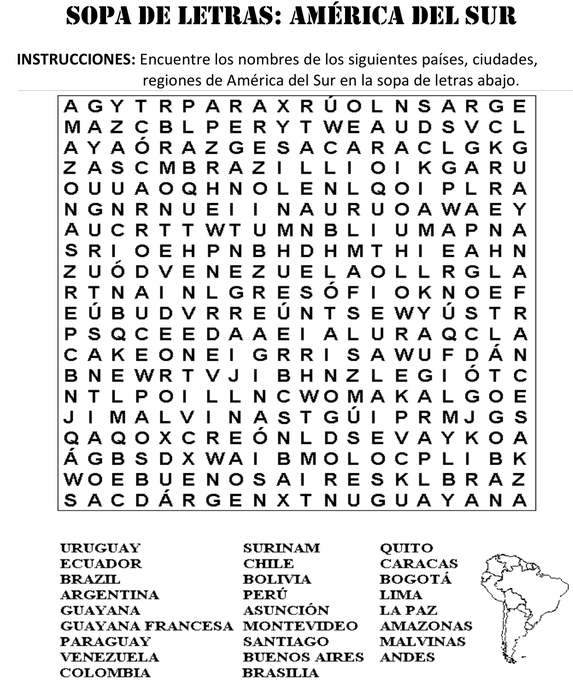 SOPA DE LETRAS: AMÉRICA DEL SUR
INSTRUCCIONES: Encuentre los nombres de los siguientes países, ciudades,
regiones de América del Sur en la sopa de letras abajo.
A G Y T R P A R A X R Ú O L N S A R G E
M A Z C B L P E R Y T W E A U D S V C L
A Y A Ó R A Z G E S A C A R A C L G K G
Z A S C M B R A Z I L L I O I K G A R U
O U U A O Q H N O L E N L Q O I P L R A
N G N R N U E I I N A U R U O A W A E Y
A U C R T T W T U M N B L I U M A P N A
S R I O E H P N B H D H M T H I E A H N
Z U Ó D V E N E Z U E L A O L L R G L A
R T N A I N L G R E S Ó F I O K N O E F
E Ú B U D V R R E Ú N T S E W Y Ú S T R
P S Q C E E D A A E I A L U R A Q C L A
C A K E O N E I G R R I S A W U F D Á N
B N E W R T V J I B H N Z L E G I Ó T C
N T L P O I L L N C W O M A K A L G O E
J I M A L V I N A S T G Ú I P R M J G S
Q A Q O X C R E Ó N L D S E V A Y K O A
Á G B S D X W A I B M O L O C P L I B K
W O E B U E N O S A I R E S K L B R A Z
S A C D Á R G E N X T N U G U A Y A N A
URUGUAY SURINAM QUITO
ECUADOR CHILE CARACAS
BRAZIL BOLIVIA BOGOTÁ
ARGENTINA PERÚ LIMA
GUAYANA ASUNCIÓN LA PAZ
GUAYANA FRANCESA MONTEVIDEO AMAZONAS
PARAGUAY SANTIAGO MALVINAS
VENEZUELA BUENOS AIRES ANDES
COLOMBIA BRASILIA